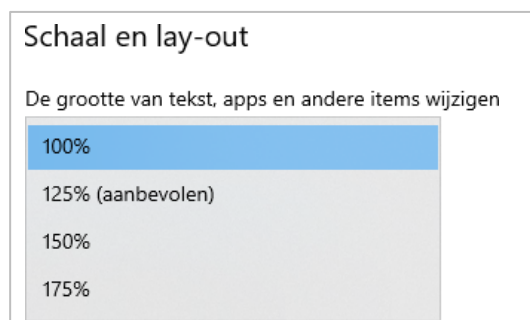 Schaal en lay-out
De grootte van tekst, apps en andere items wijzigen
100%
125% (aanbevolen)
150%
175%